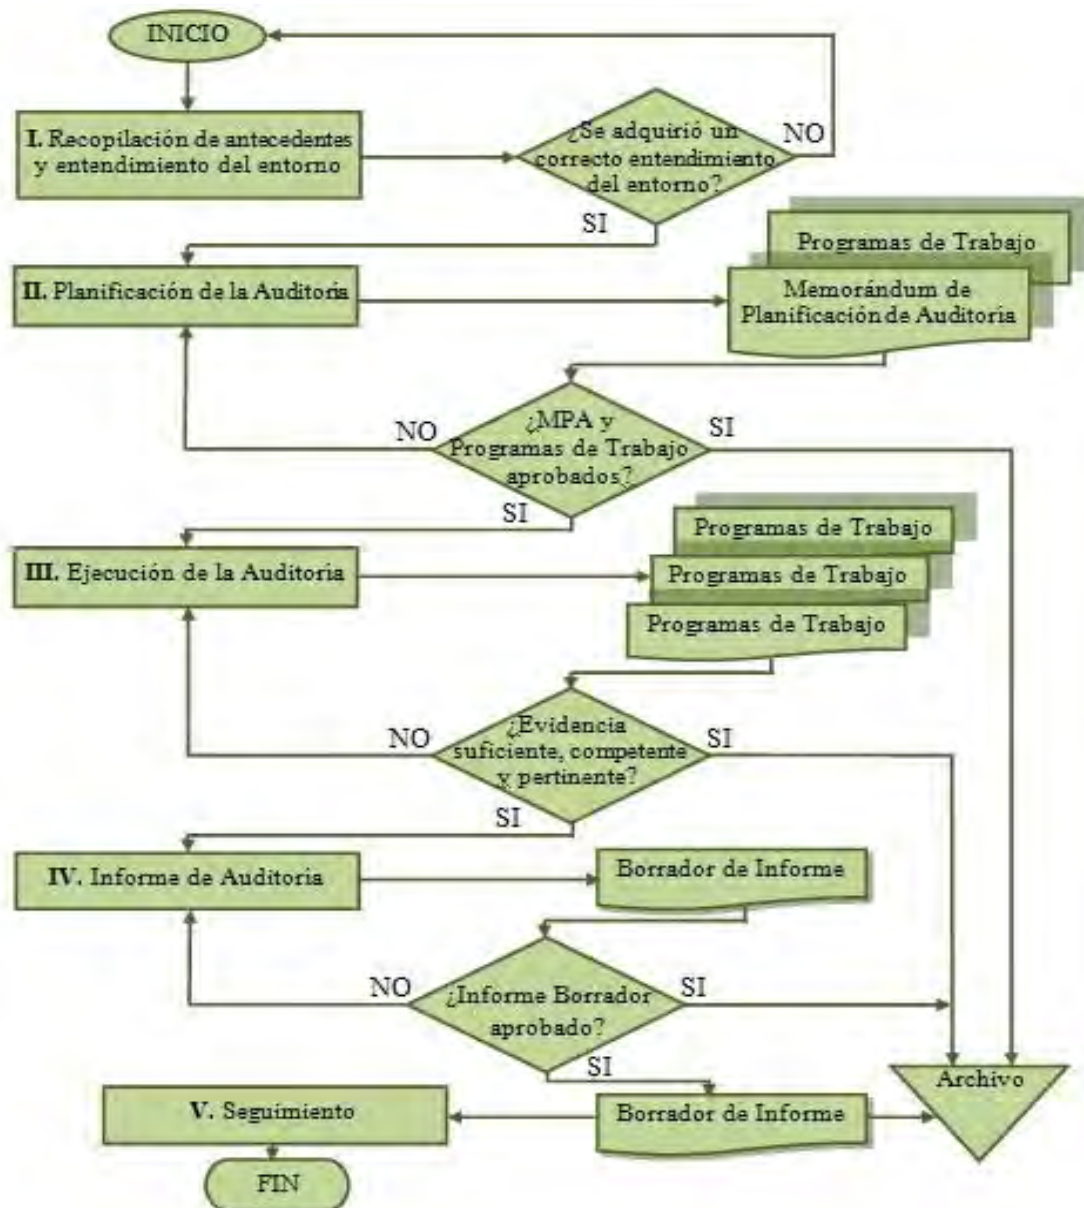 INICIO
I. Recopilación de antecedentes
y entendimiento del entorno
¿Se adquirió un
correcto entendimiento
del entorno?
NO
SI
II. Planificación de la Auditoria
Programas de Trabajo
Memorándum de
Planificación de Auditoria
¿MPA y
Programas de Trabajo
aprobados?
NO
SI
SI
III. Ejecución de la Auditoria
Programas de Trabajo
Programas de Trabajo
Programas de Trabajo
¿Evidencia
suficiente, competente
y pertinente?
NO
SI
SI
IV. Informe de Auditoria
Borrador de Informe
¿Informe Borrador
aprobado?
NO
SI
SI
Archivo
V. Seguimiento
Borrador de Informe
FIN